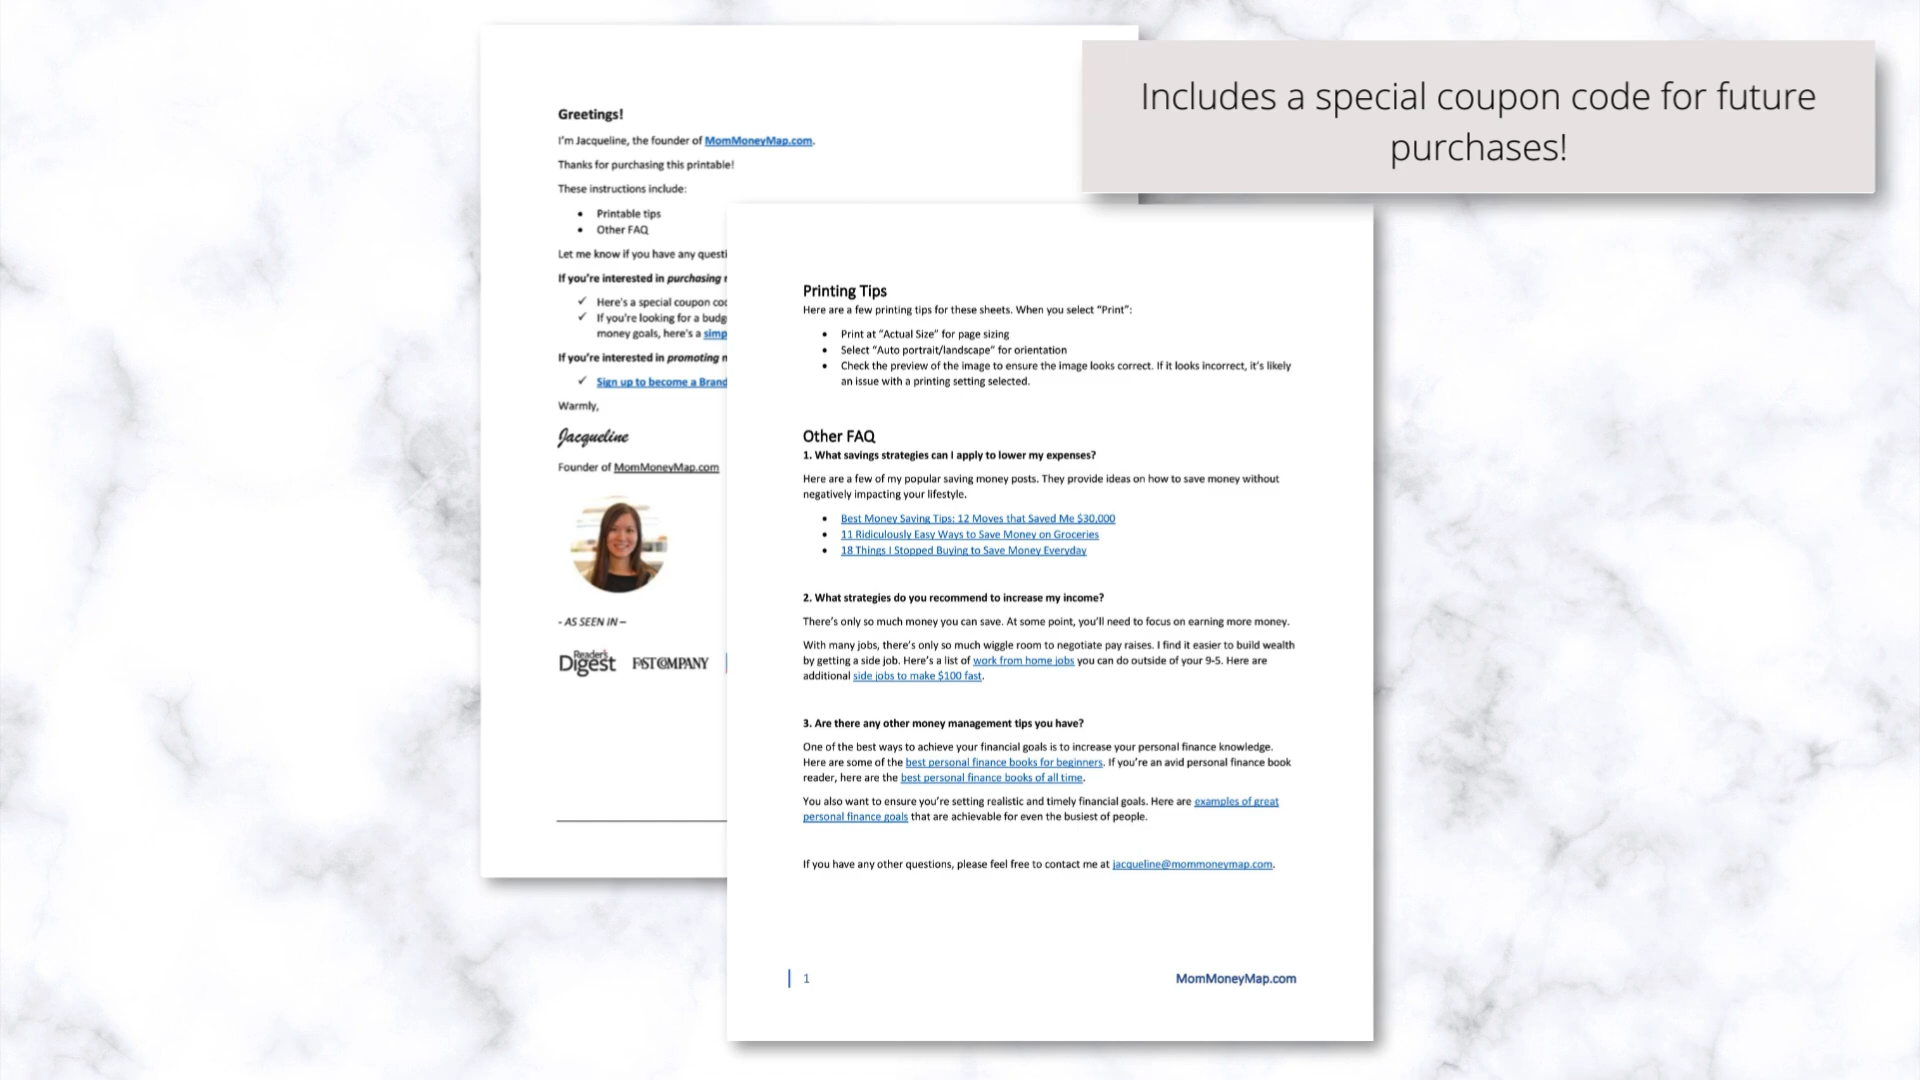 Includes a special coupon code for future
purchases!
Greetings!
I'm Jacqueline, the founder of MomMoneyMap.com.
Thanks for purchasing this printable!
These instructions include:
• Printable tips
• Other FAQ
Let me know if you have any questi
If you're interested in purchasing
✓ Here's a special coupon cod
✓ If you're looking for a budg
money goals, here's a simp
If you're interested in promoting
✓ Sign up to become a Brand
Warmly,
Jacqueline
Founder of MomMoneyMap.com
- AS SEEN IN –
Reader's Digest FAST COMPANY
Printing Tips
Here are a few printing tips for these sheets. When you select "Print":
• Print at "Actual Size" for page sizing
• Select "Auto portrait/landscape" for orientation
• Check the preview of the image to ensure the image looks correct. If it looks incorrect, it's likely
an issue with a printing setting selected.
Other FAQ
1. What savings strategies can I apply to lower my expenses?
Here are a few of my popular saving money posts. They provide ideas on how to save money without
negatively impacting your lifestyle.
• Best Money Saving Tips: 12 Moves that Saved Me $30,000
• 11 Ridiculously Easy Ways to Save Money on Groceries
• 18 Things I Stopped Buying to Save Money Everyday
2. What strategies do you recommend to increase my income?
There's only so much money you can save. At some point, you'll need to focus on earning more money.
With many jobs, there's only so much wiggle room to negotiate pay raises. I find it easier to build wealth
by getting a side job. Here's a list of work from home jobs you can do outside of your 9-5. Here are
additional side jobs to make $100 fast.
3. Are there any other money management tips you have?
One of the best ways to achieve your financial goals is to increase your personal finance knowledge.
Here are some of the best personal finance books for beginners. If you're an avid personal finance book
reader, here are the best personal finance books of all time.
You also want to ensure you're setting realistic and timely financial goals. Here are examples of great
personal finance goals that are achievable for even the busiest of people.
If you have any other questions, please feel free to contact me at jacqueline@mommoneymap.com.
1 MomMoneyMap.com